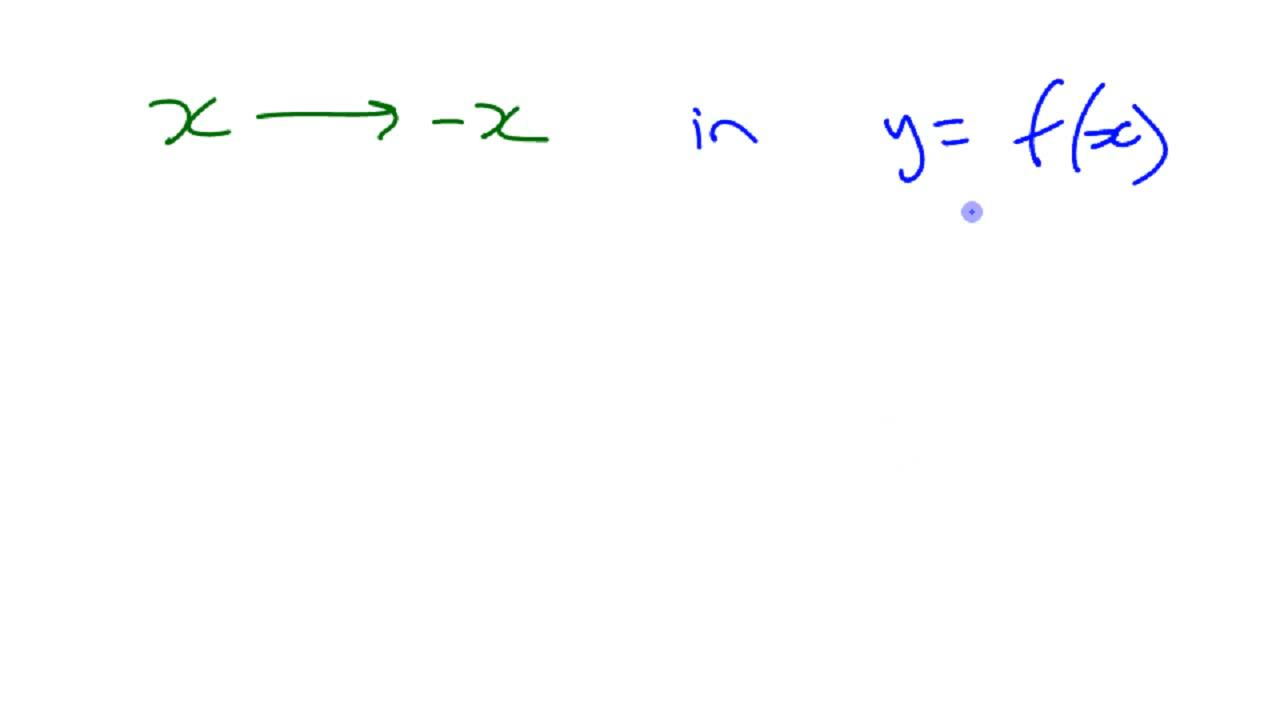 x ⟶ -x in y = f(x)